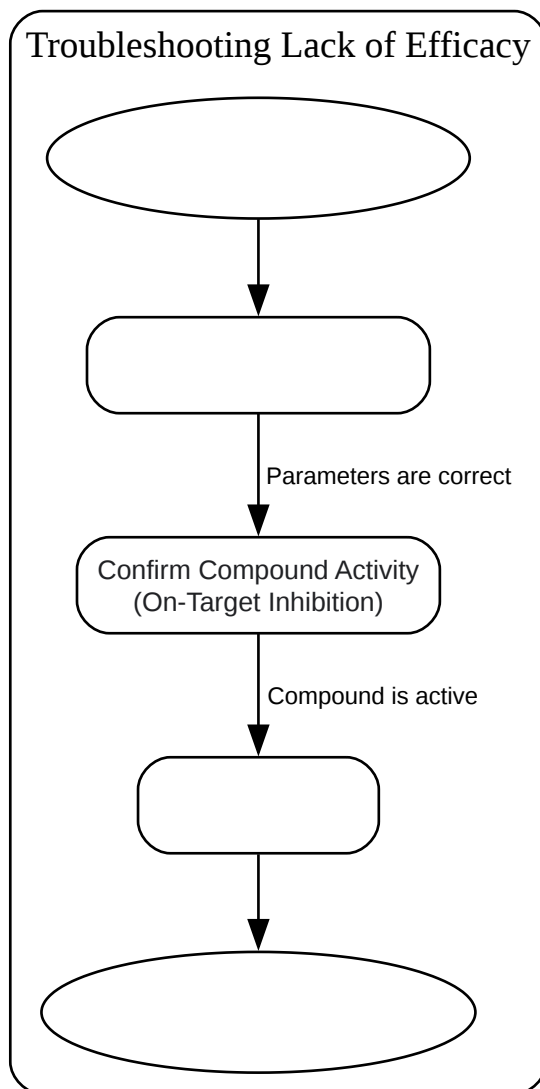 Troubleshooting Lack of Efficacy
Parameters are correct
Confirm Compound Activity
(On-Target Inhibition)
Compound is active